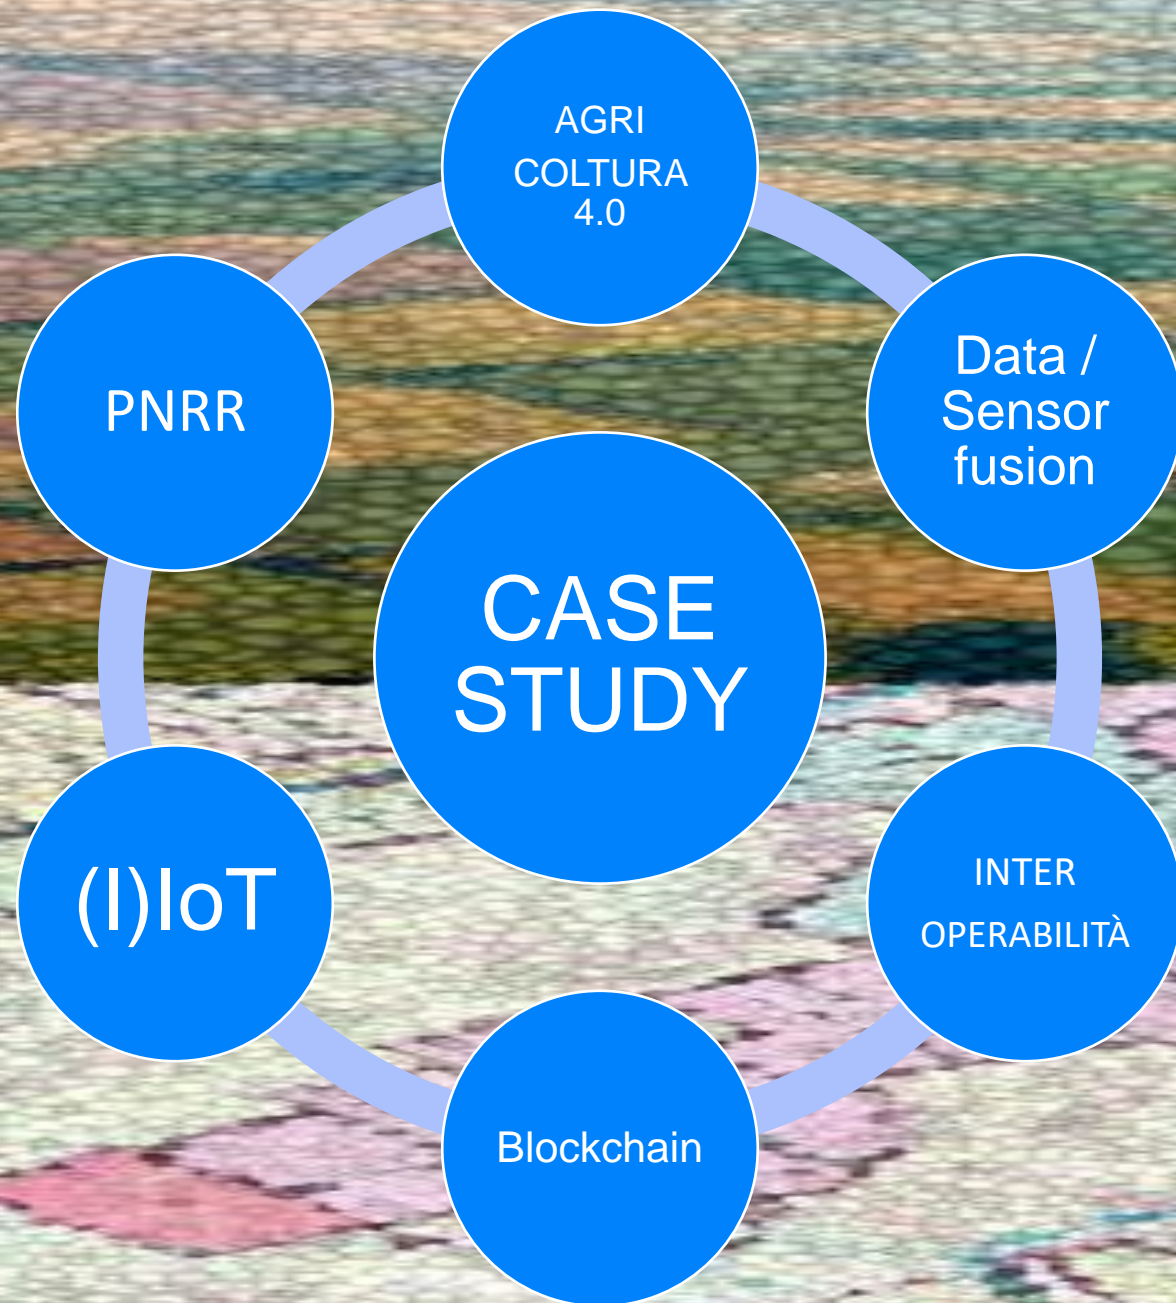 AGRI
COLTURA
4.0
Data /
Sensor
fusion
INTER
OPERABILITÀ
Blockchain
(I)IoT
PNRR
CASE
STUDY